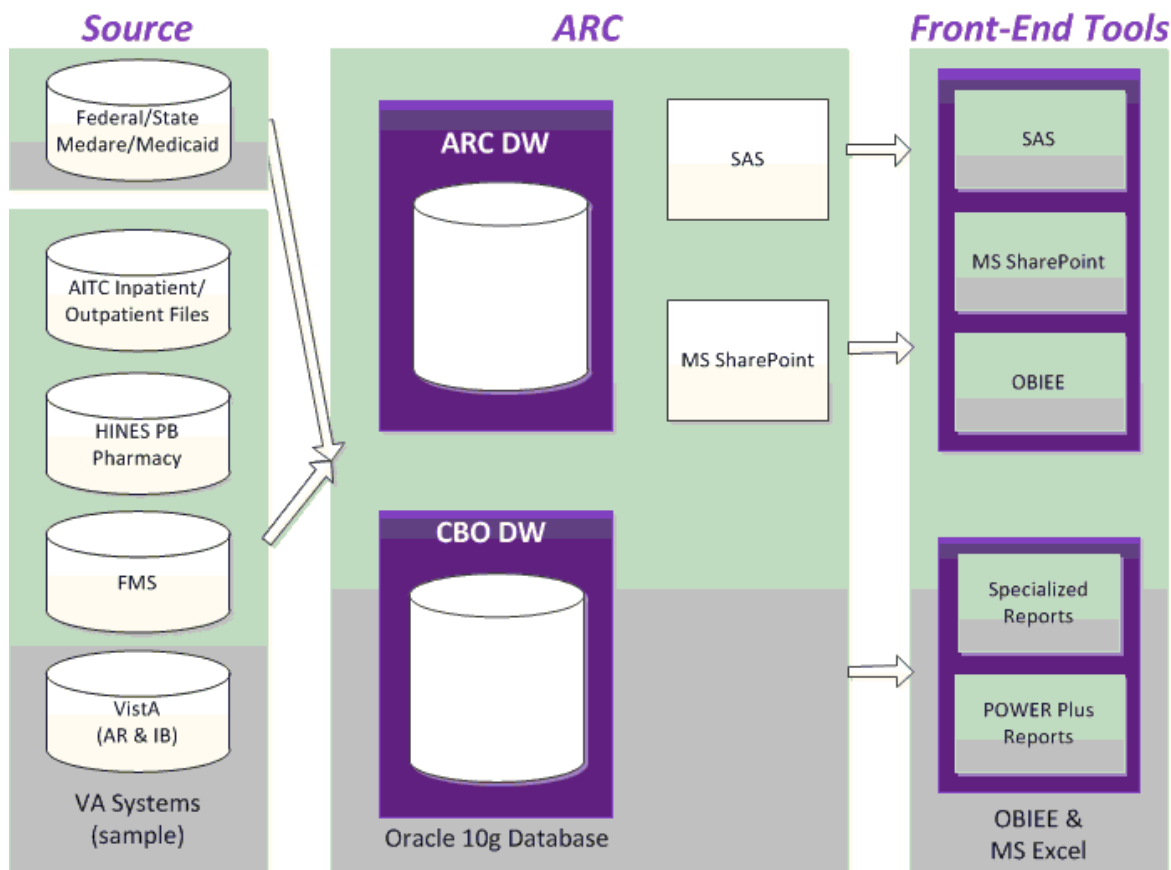 Source
Federal/State
Medare/Medicaid
AITC Inpatient/
Outpatient Files
HINES PB
Pharmacy
FMS
VistA
(AR & IB)
VA Systems
(sample)
ARC
ARC DW
SAS
MS SharePoint
CBO DW
Oracle 10g Database
Front-End Tools
SAS
MS SharePoint
OBIEE
Specialized
Reports
POWER Plus
Reports
OBIEE &
MS Excel